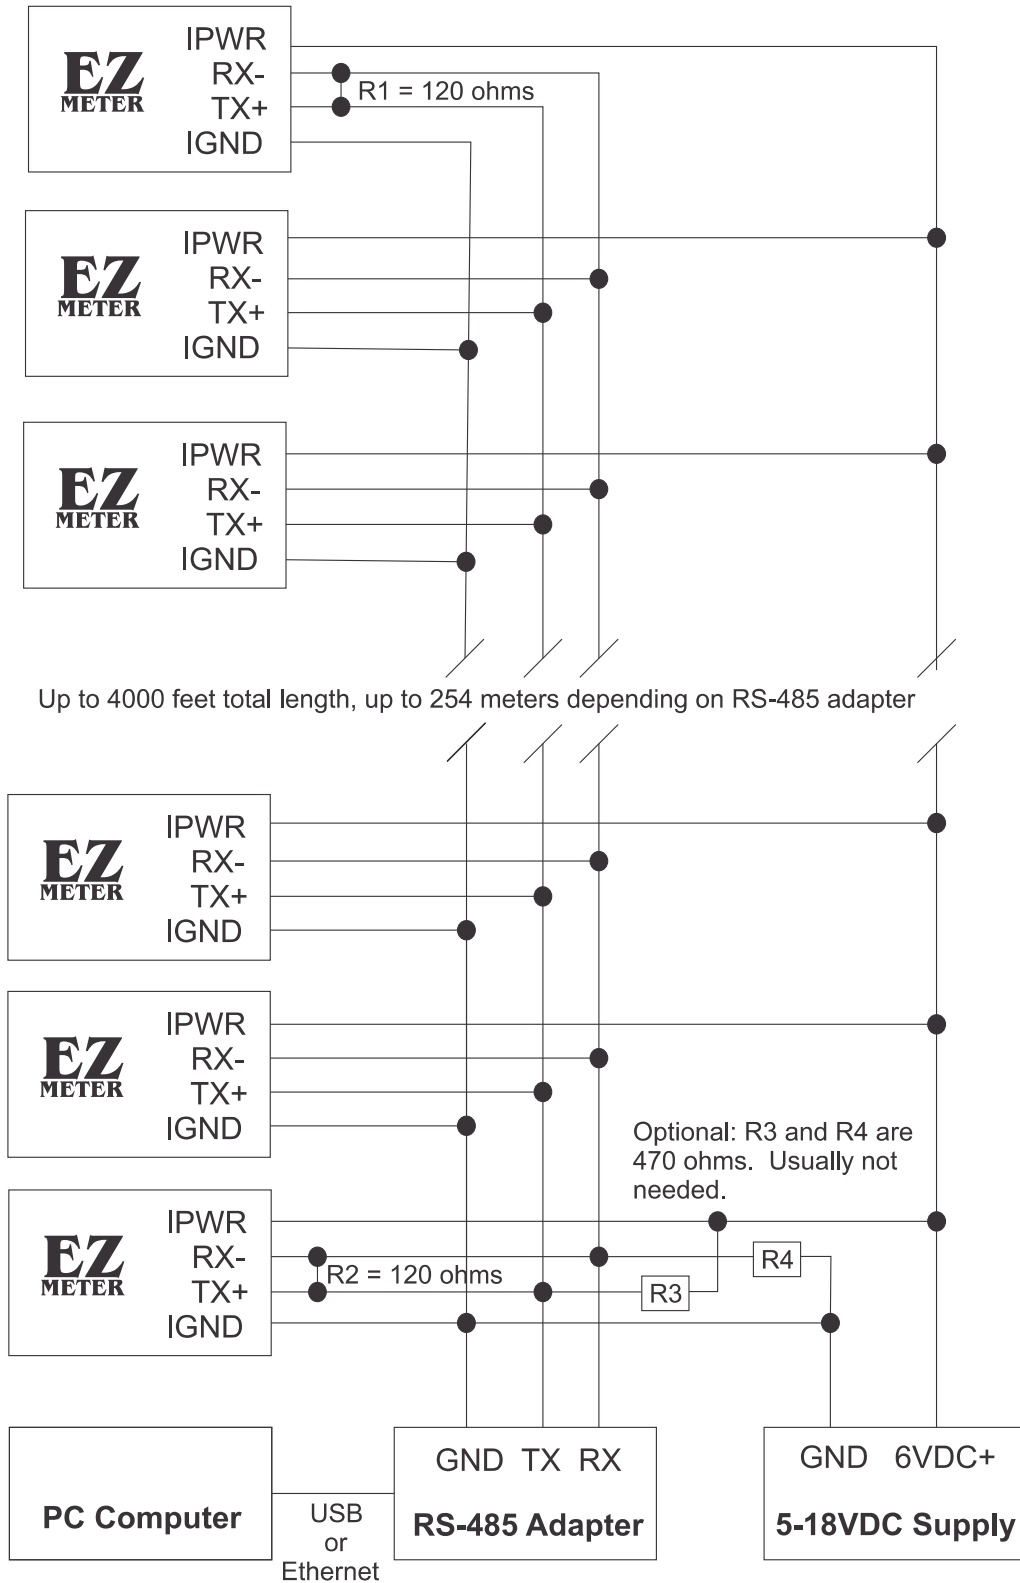 IPWR
RX-
TX+
IGND
EZ
METER
R1 = 120 ohms
IPWR
RX-
TX+
IGND
EZ
METER
IPWR
RX-
TX+
IGND
EZ
METER
Up to 4000 feet total length, up to 254 meters depending on RS-485 adapter
IPWR
RX-
TX+
IGND
EZ
METER
IPWR
RX-
TX+
IGND
EZ
METER
Optional: R3 and R4 are
470 ohms. Usually not
needed.
IPWR
RX-
TX+
IGND
EZ
METER
R2 = 120 ohms
R4
R3
PC Computer
USB
or
Ethernet
GND TX RX
RS-485 Adapter
GND 6VDC+
5-18VDC Supply